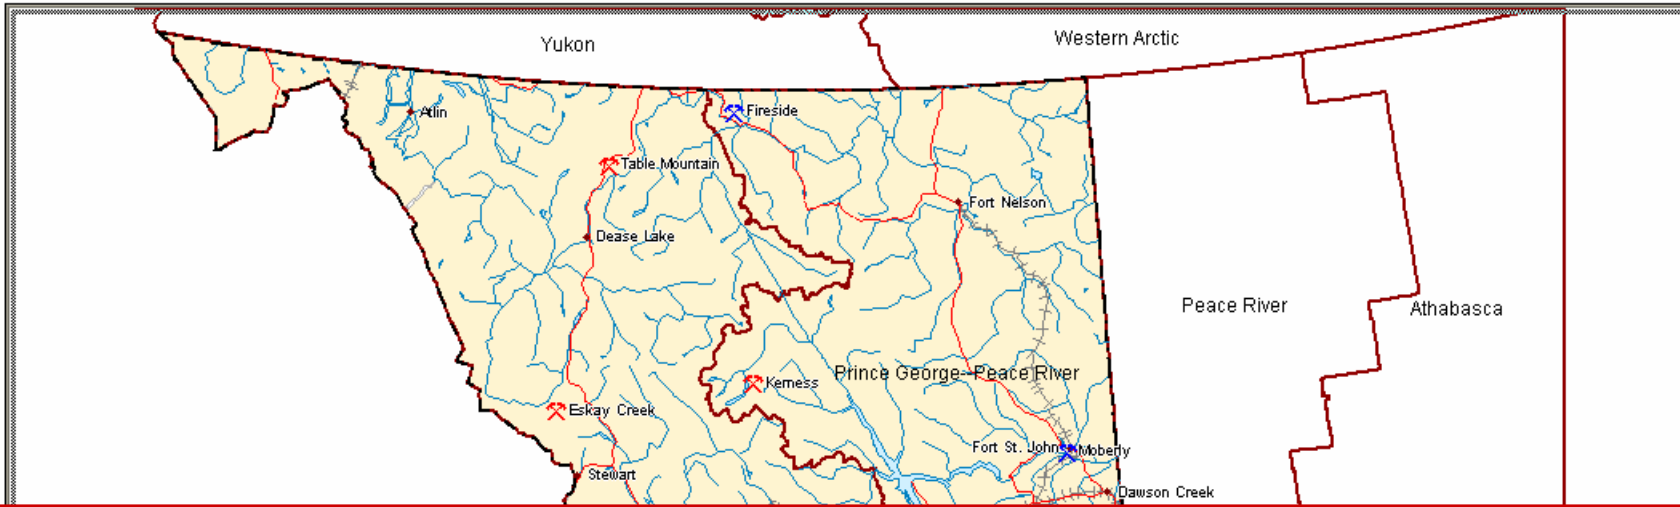 Yukon
Western Arctic
Atlin
Fireside
Table Mountain
Fort Nelson
Dease Lake
Peace River
Athabasca
Prince George--Peace River
Kemess
Eskay Creek
Fort St. John
Moberly
Stewart
Dawson Creek